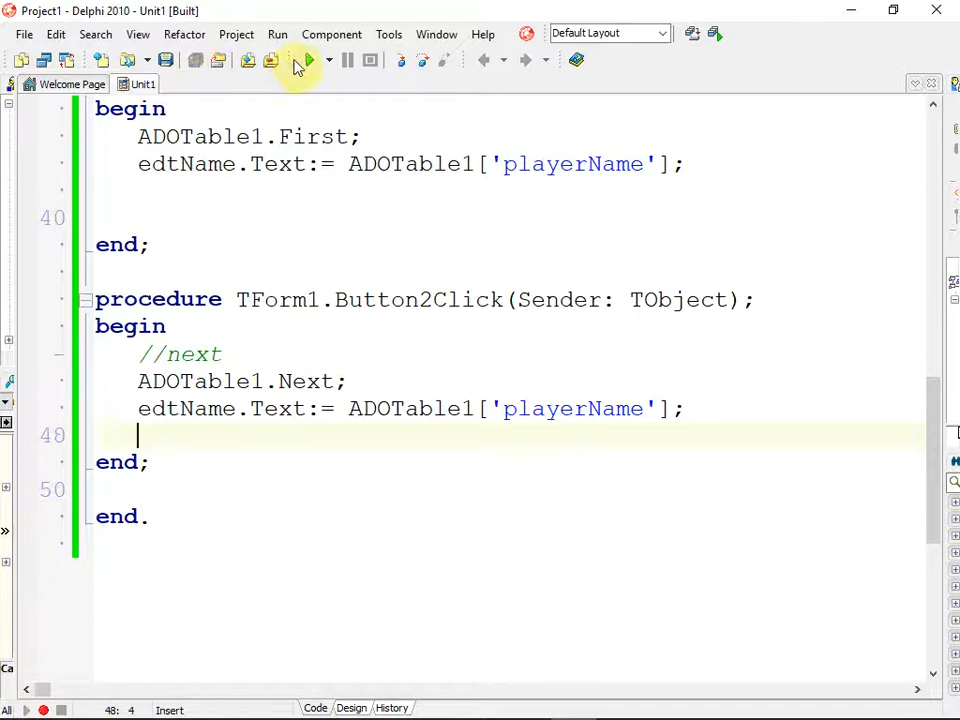 Project1 - Delphi 2010 - Unit1 [Built]
File Edit Search View Refactor Project Run Component Tools Window Help Default Layout
Welcome Page Unit1
begin
ADOTable1.First;
edtName.Text:= ADOTable1['playerName'];
40
end;
procedure TForm1.Button2Click(Sender: TObject);
begin
//next
ADOTable1.Next;
edtName.Text:= ADOTable1['playerName'];
48
end;
50
end.
Ca
All 48: 4 Insert Code Design History